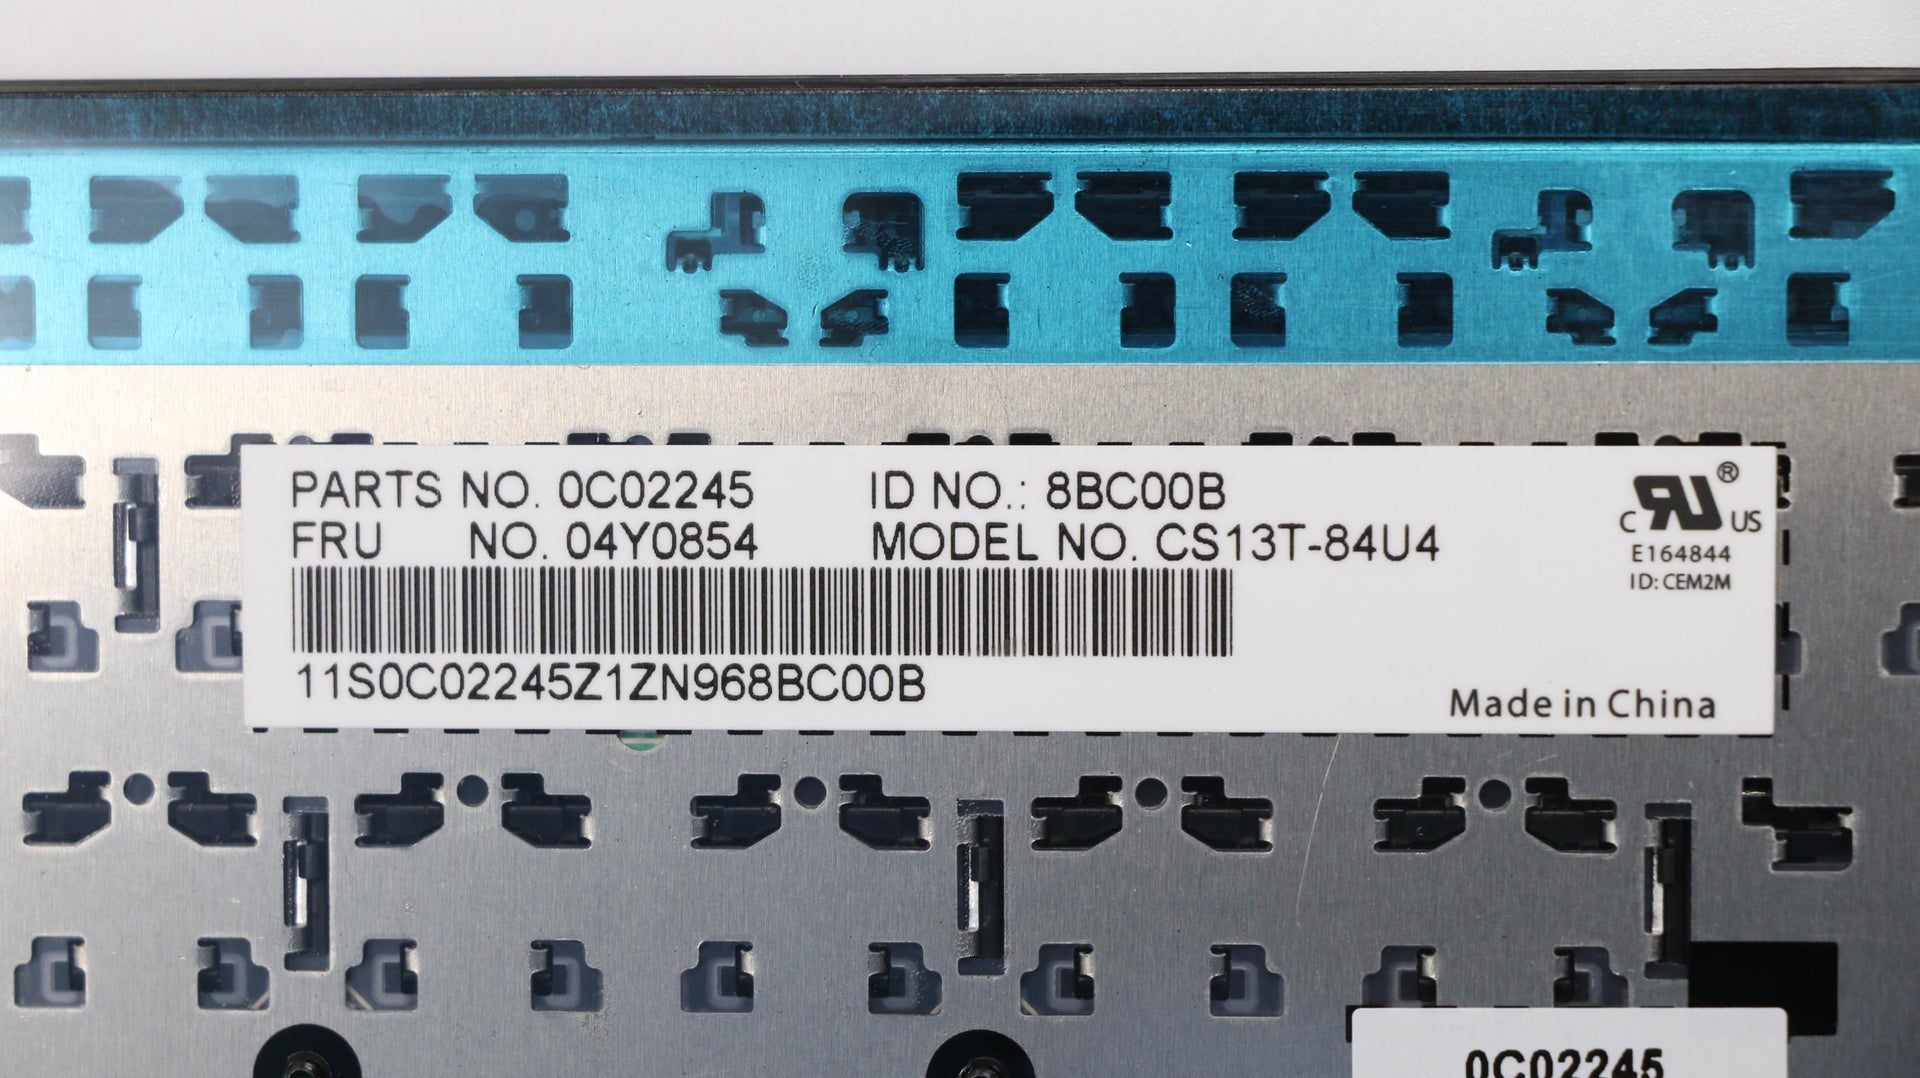 PARTS NO. 0C02245 ID NO.: 8BC00B
FRU NO. 04Y0854 MODEL NO. CS13T-84U4
11S0C02245Z1ZN968BC00B
C RU ® US
E164844
ID: CEM2M
Made in China
0C02245